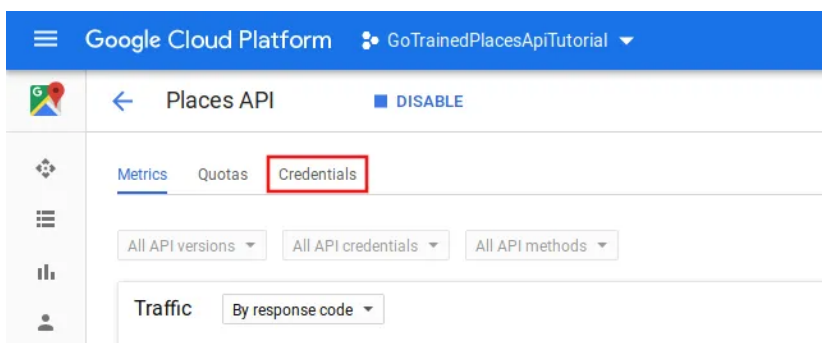 Google Cloud Platform GoTrainedPlacesApiTutorial
G
Places API DISABLE
Metrics Quotas Credentials
All API versions All API credentials All API methods
Traffic By response code